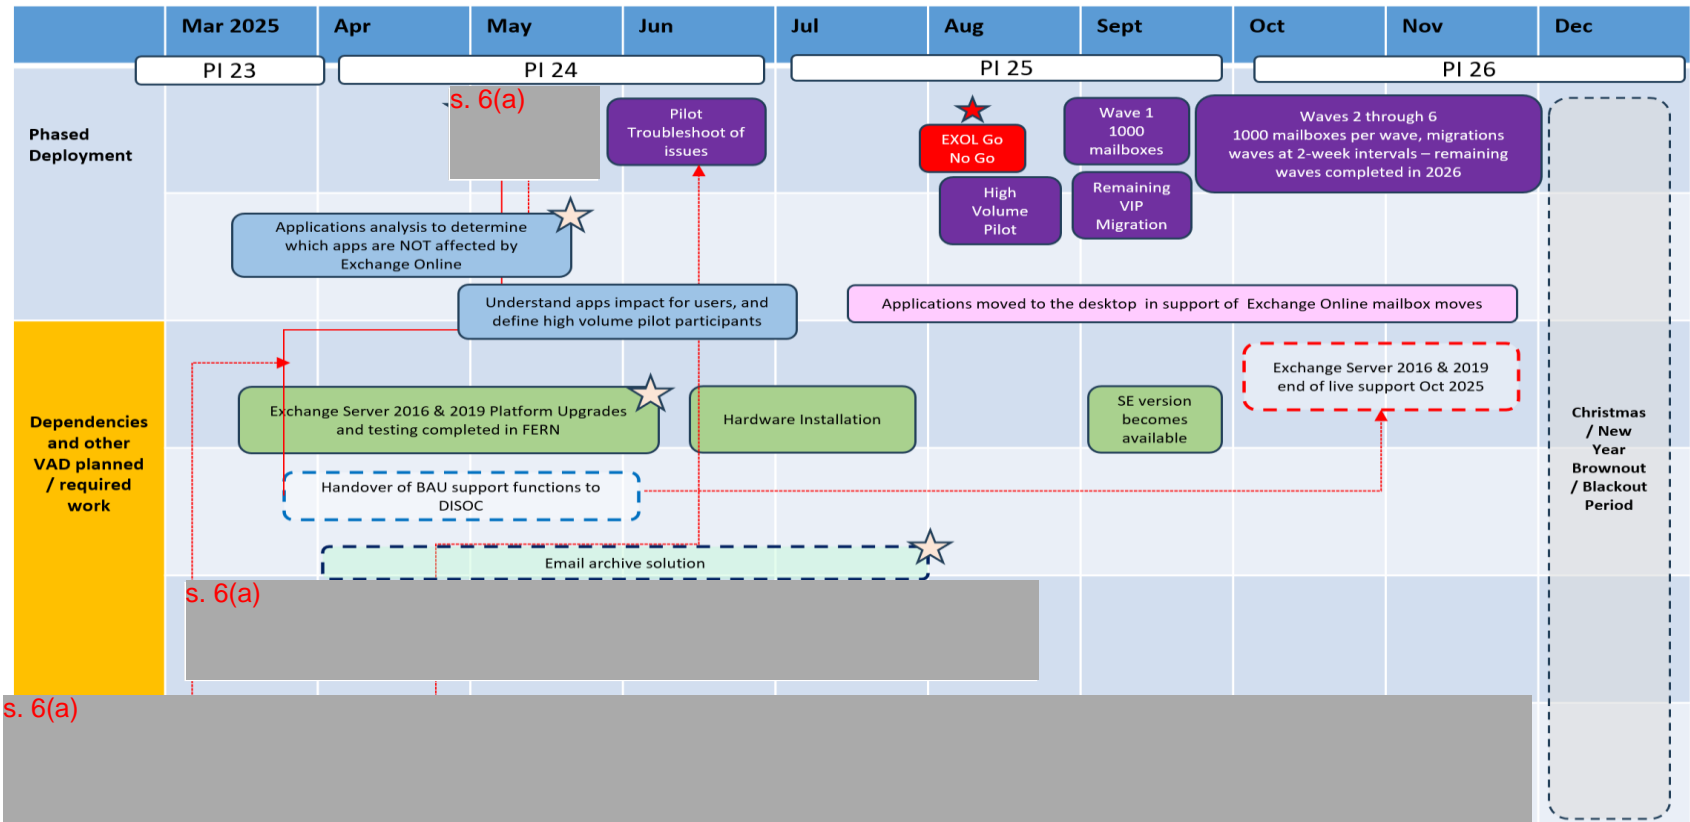 Mar 2025
Apr
May
Jun
Jul
Aug
Sept
Oct
Nov
Dec
PI 23
PI 24
PI 25
PI 26
Phased
Deployment
s. 6(a)
Pilot
Troubleshoot of
issues
EXOL Go
No Go
Wave 1
1000
mailboxes
Waves 2 through 6
1000 mailboxes per wave, migrations
waves at 2-week intervals – remaining
waves completed in 2026
High
Volume
Pilot
Remaining
VIP
Migration
Applications analysis to determine
which apps are NOT affected by
Exchange Online
Understand apps impact for users, and
define high volume pilot participants
Applications moved to the desktop in support of Exchange Online mailbox moves
Dependencies
and other
VAD planned
/ required
work
Exchange Server 2016 & 2019
end of live support Oct 2025
Exchange Server 2016 & 2019 Platform Upgrades
and testing completed in FERN
Hardware Installation
SE version
becomes
available
Christmas
/ New
Year
Brownout
/ Blackout
Period
Handover of BAU support functions to
DISOC
Email archive solution
s. 6(a)
s. 6(a)